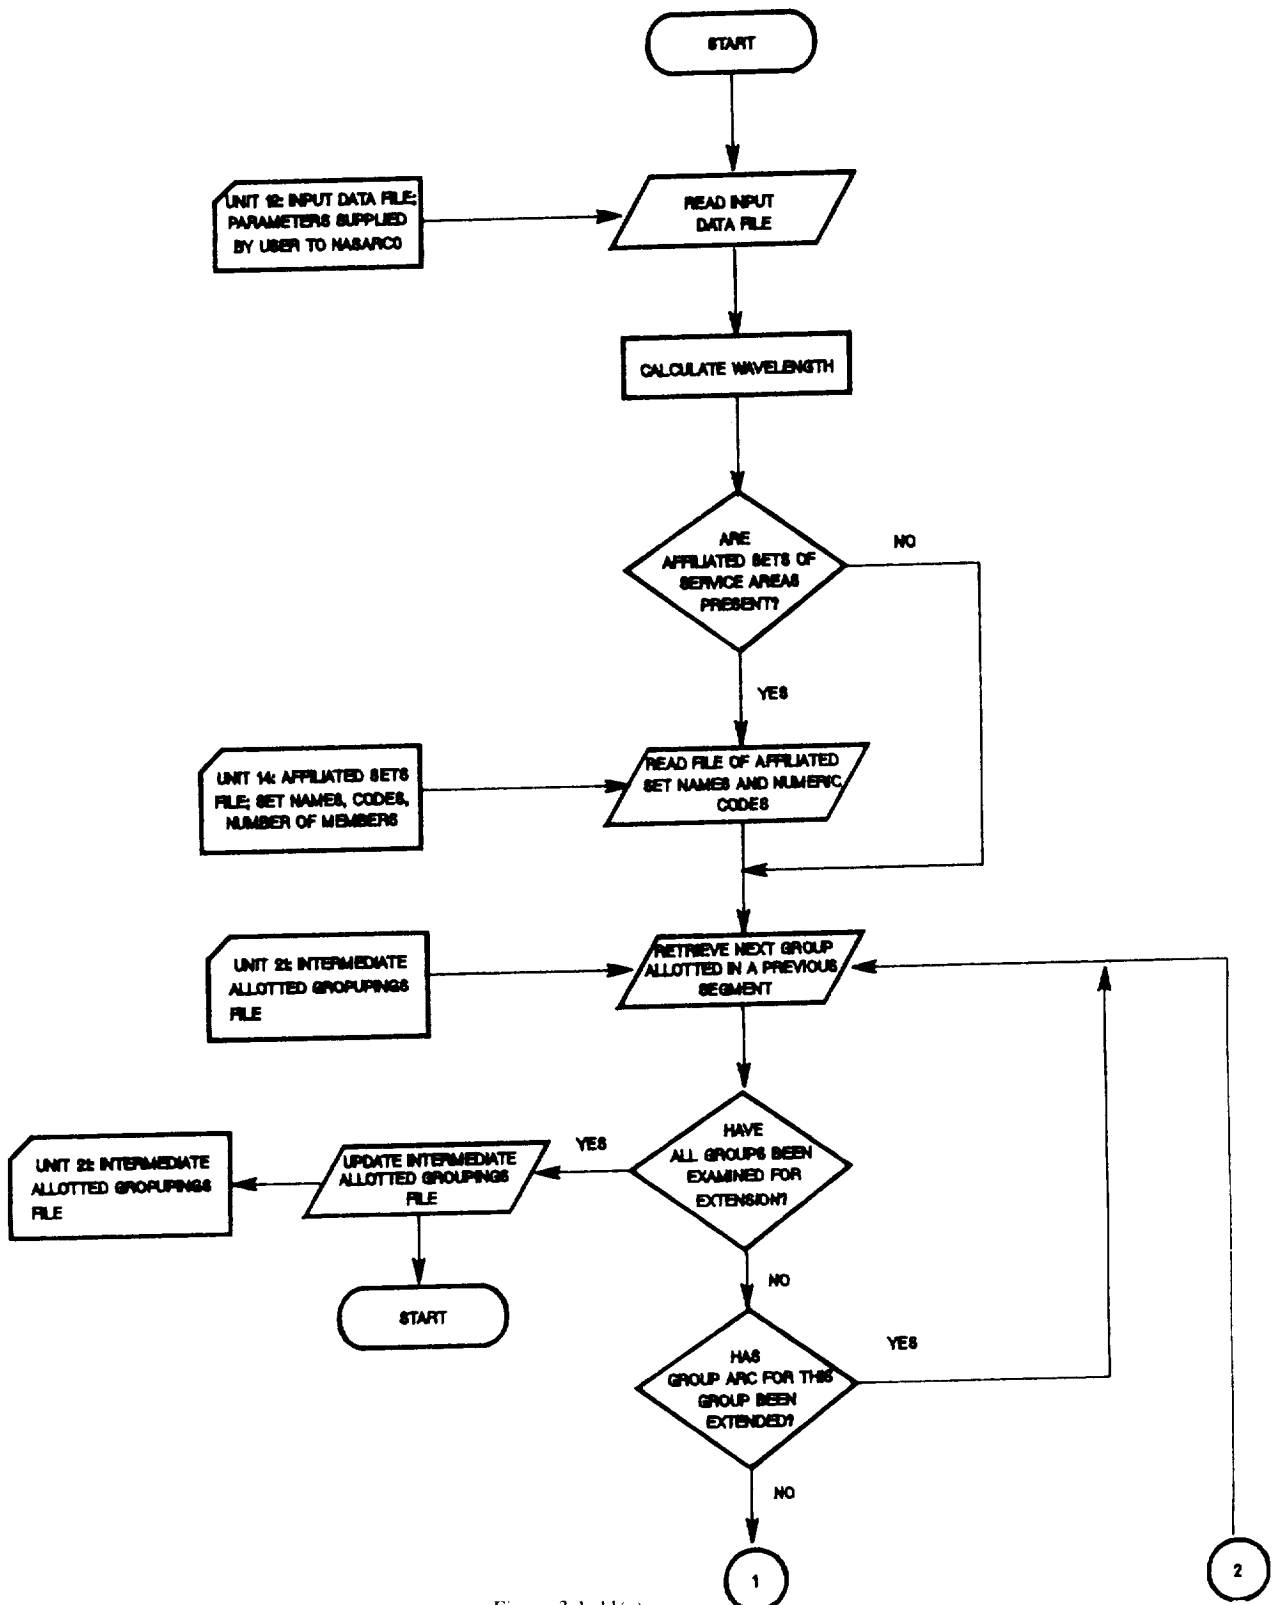 START
UNIT 12: INPUT DATA FILE;
PARAMETERS SUPPLIED
BY USER TO NASARC0
READ INPUT
DATA FILE
CALCULATE WAVELENGTH
ARE
AFFILIATED SETS OF
SERVICE AREAS
PRESENT?
NO
YES
UNIT 14: AFFILIATED SETS
FILE; SET NAMES, CODES,
NUMBER OF MEMBERS
READ FILE OF AFFILIATED
SET NAMES AND NUMERIC
CODES
UNIT 21: INTERMEDIATE
ALLOTTED GROPUPINGS
FILE
RETRIEVE NEXT GROUP
ALLOTTED IN A PREVIOUS
SEGMENT
HAVE
ALL GROUPS BEEN
EXAMINED FOR
EXTENSION?
YES
UPDATE INTERMEDIATE
ALLOTTED GROUPINGS
FILE
UNIT 21: INTERMEDIATE
ALLOTTED GROPUPINGS
FILE
START
NO
HAS
GROUP ARC FOR THIS
GROUP BEEN
EXTENDED?
YES
NO
1
2